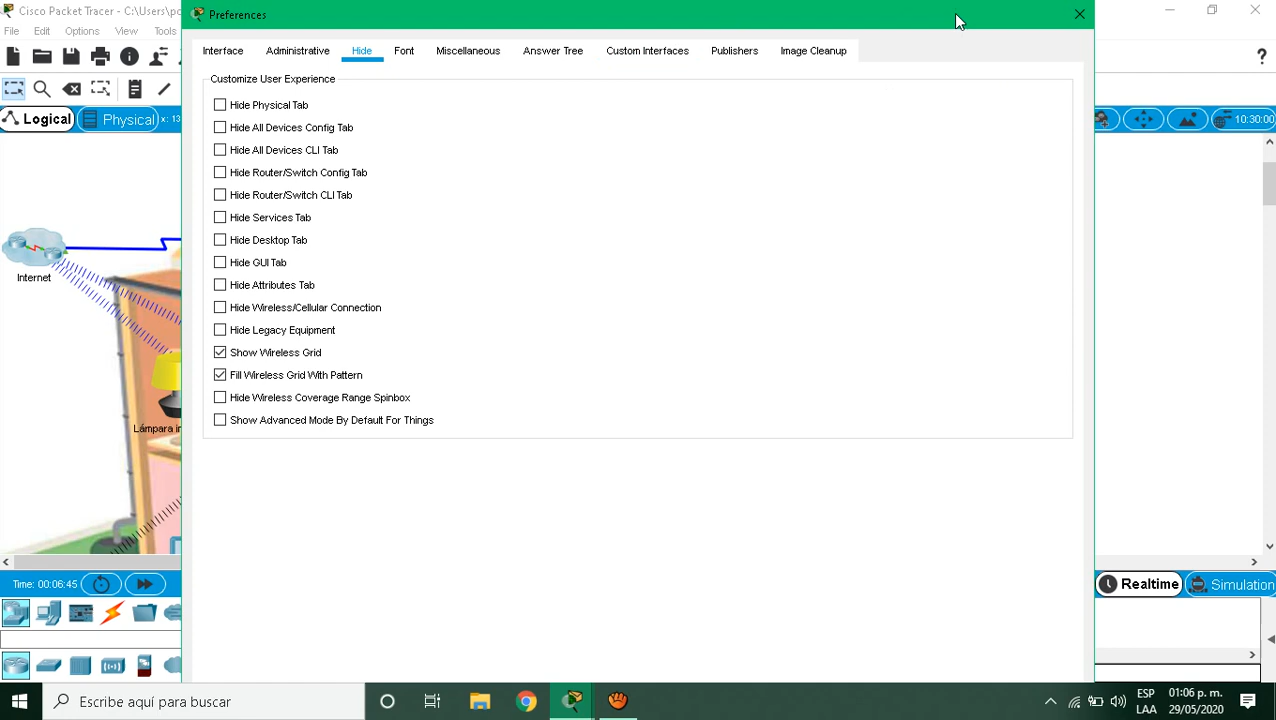 Cisco Packet Tracer - C:\Users\pc
Preferences
File Edit Options View Tools
Interface Administrative Hide Font Miscellaneous Answer Tree Custom Interfaces Publishers Image Cleanup
Customize User Experience
Hide Physical Tab
Hide All Devices Config Tab
Hide All Devices CLI Tab
Hide Router/Switch Config Tab
Hide Router/Switch CLI Tab
Hide Services Tab
Hide Desktop Tab
Hide GUI Tab
Hide Attributes Tab
Hide Wireless/Cellular Connection
Hide Legacy Equipment
Show Wireless Grid
Fill Wireless Grid With Pattern
Hide Wireless Coverage Range Spinbox
Show Advanced Mode By Default For Things
Logical Physical x: 13
10:30:00
Internet
Lámpara in
Time: 00:06:45
Realtime Simulation
Escribe aquí para buscar
ESP
LAA
01:06 p. m.
29/05/2020